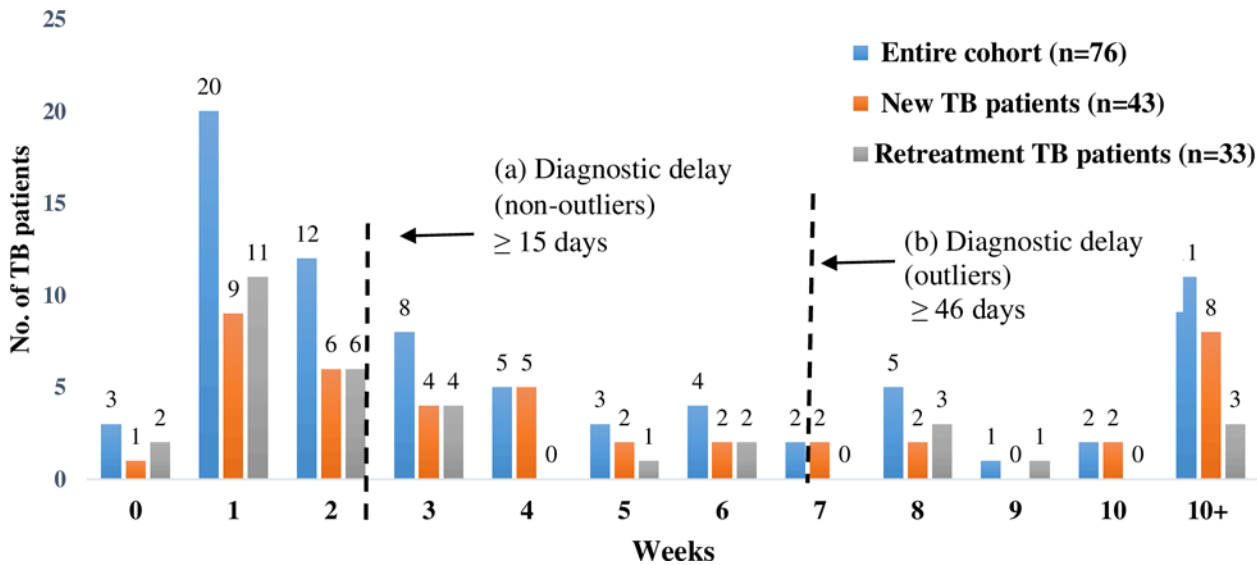 25
20
15
10
5
0
No. of TB patients
Entire cohort (n=76)
New TB patients (n=43)
Retreatment TB patients (n=33)
(a) Diagnostic delay
(non-outliers)
≥ 15 days
(b) Diagnostic delay
(outliers)
≥ 46 days
3 1 2
20 9 11
12 6 6
8 4 4
5 5 0
3 2 1
4 2 2
2 2 0
5 2 3
1 0 1
2 2 0
8 3
0 1 2 3 4 5 6 7 8 9 10 10+
Weeks